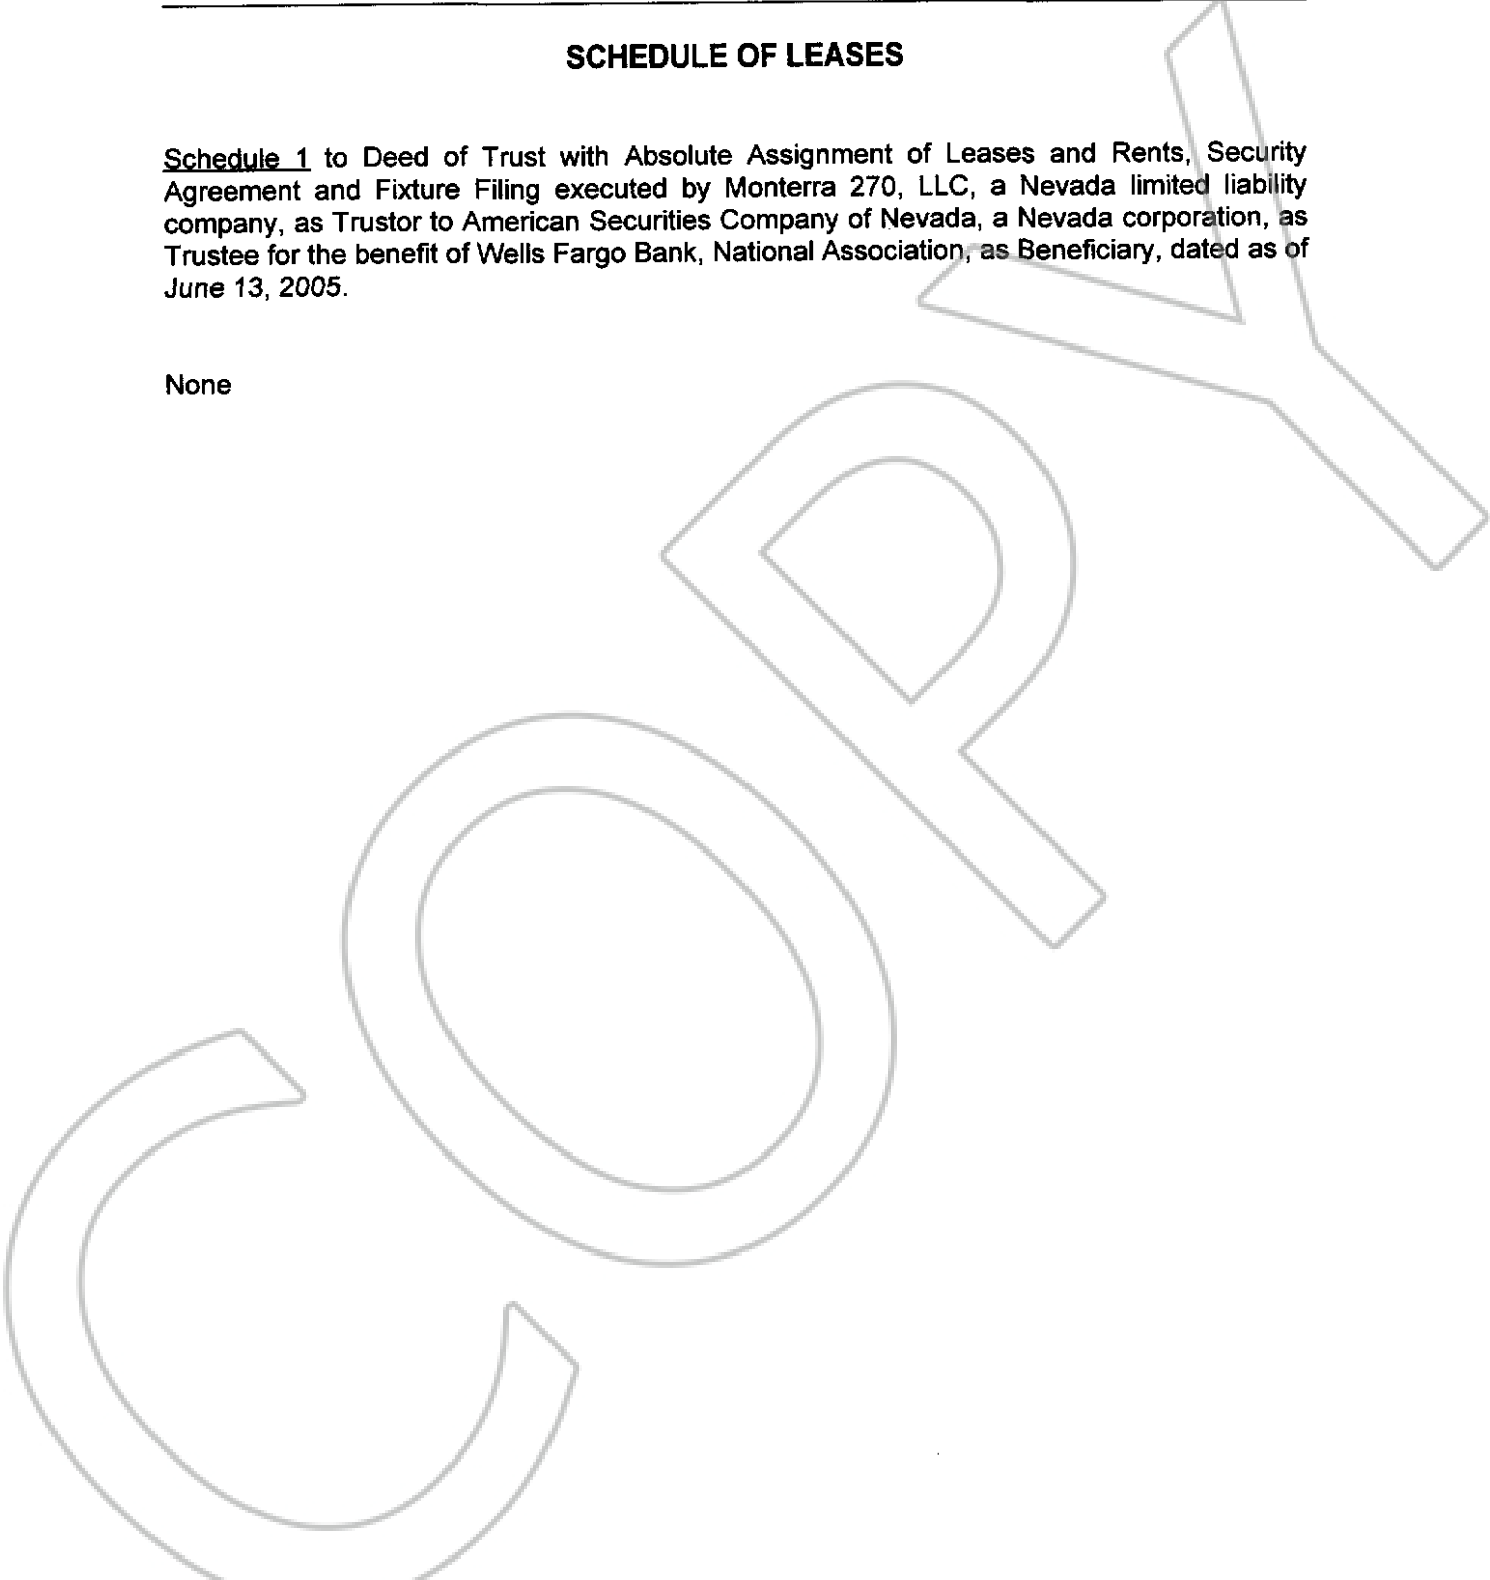 SCHEDULE OF LEASES
Schedule 1 to Deed of Trust with Absolute Assignment of Leases and Rents, Security
Agreement and Fixture Filing executed by Monterra 270, LLC, a Nevada limited liability
company, as Trustor to American Securities Company of Nevada, a Nevada corporation, as
Trustee for the benefit of Wells Fargo Bank, National Association, as Beneficiary, dated as of
June 13, 2005.
None
COPY